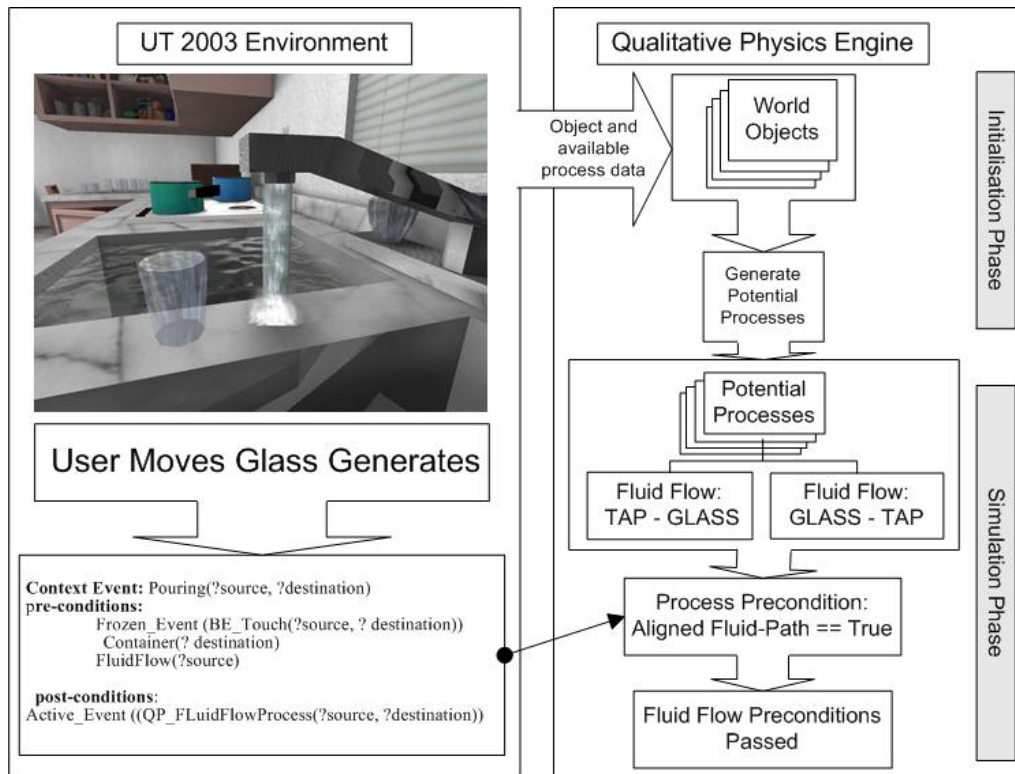 UT 2003 Environment
User Moves Glass Generates
Context Event: Pouring(?source, ?destination)
pre-conditions:
Frozen_Event (BE_Touch(?source, ? destination))
Container(? destination)
FluidFlow(?source)
post-conditions:
Active_Event ((QP_FLuidFlowProcess(?source, ?destination))
Qualitative Physics Engine
Object and
available
process data
World
Objects
Generate
Potential
Processes
Potential
Processes
Fluid Flow:
TAP - GLASS
Fluid Flow:
GLASS - TAP
Process Precondition:
Aligned Fluid-Path == True
Fluid Flow Preconditions
Passed
Initialisation Phase
Simulation Phase